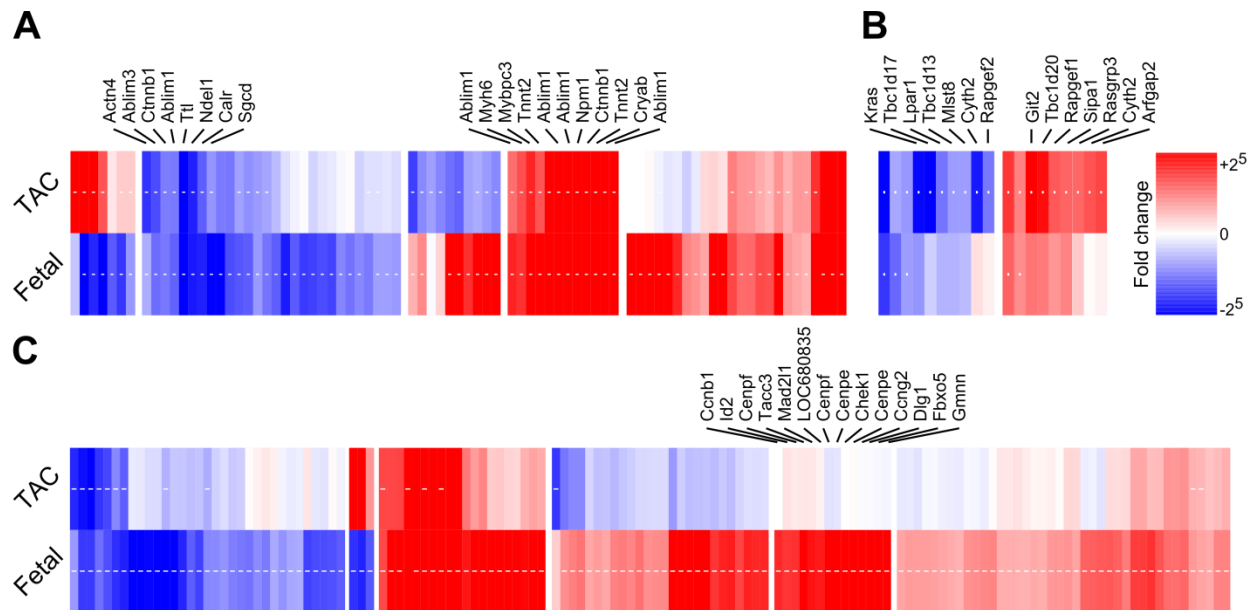 A
B
Actn4
Ablim3
Ctnnb1
Ablim1
Ttl
Ndel1
Calr
Sgcd
Ablim1
Myh6
Mybpc3
Tnnt2
Ablim1
Ablim1
Npm1
Ctnnb1
Tnnt2
Cryab
Ablim1
Kras
Tbc1d17
Lpar1
Tbc1d13
Mlst8
Cyth2
Rapgef2
Git2
Tbc1d20
Rapgef1
Sipa1
Rasgrp3
Cyth2
Arfgap2
TAC
Fetal
Fold change
+2⁵
0
-2⁵
C
Ccnb1
Id2
Cenpf
Tacc3
Mad2l1
LOC680835
Cenpf
Cenpe
Chek1
Cenpe
Ccng2
Dlg1
Fbxo5
Gmnn
TAC
Fetal